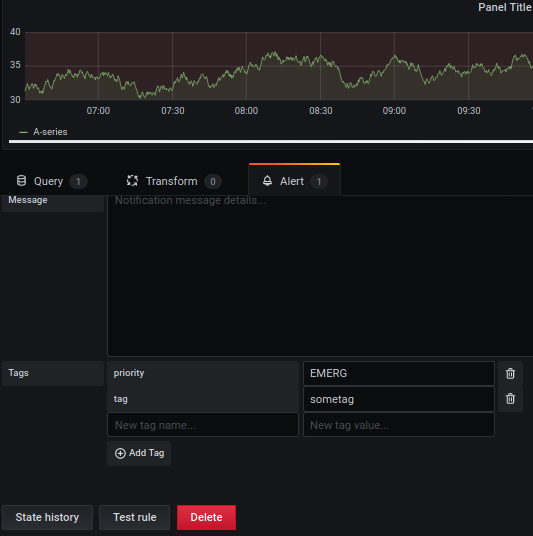 Panel Title
40
35
30
07:00 07:30 08:00 08:30 09:00 09:30
A-series
Query 1 Transform 0 Alert 1
Message Notification message details...
Tags priority EMERG
tag sometag
New tag name... New tag value...
Add Tag
State history Test rule Delete